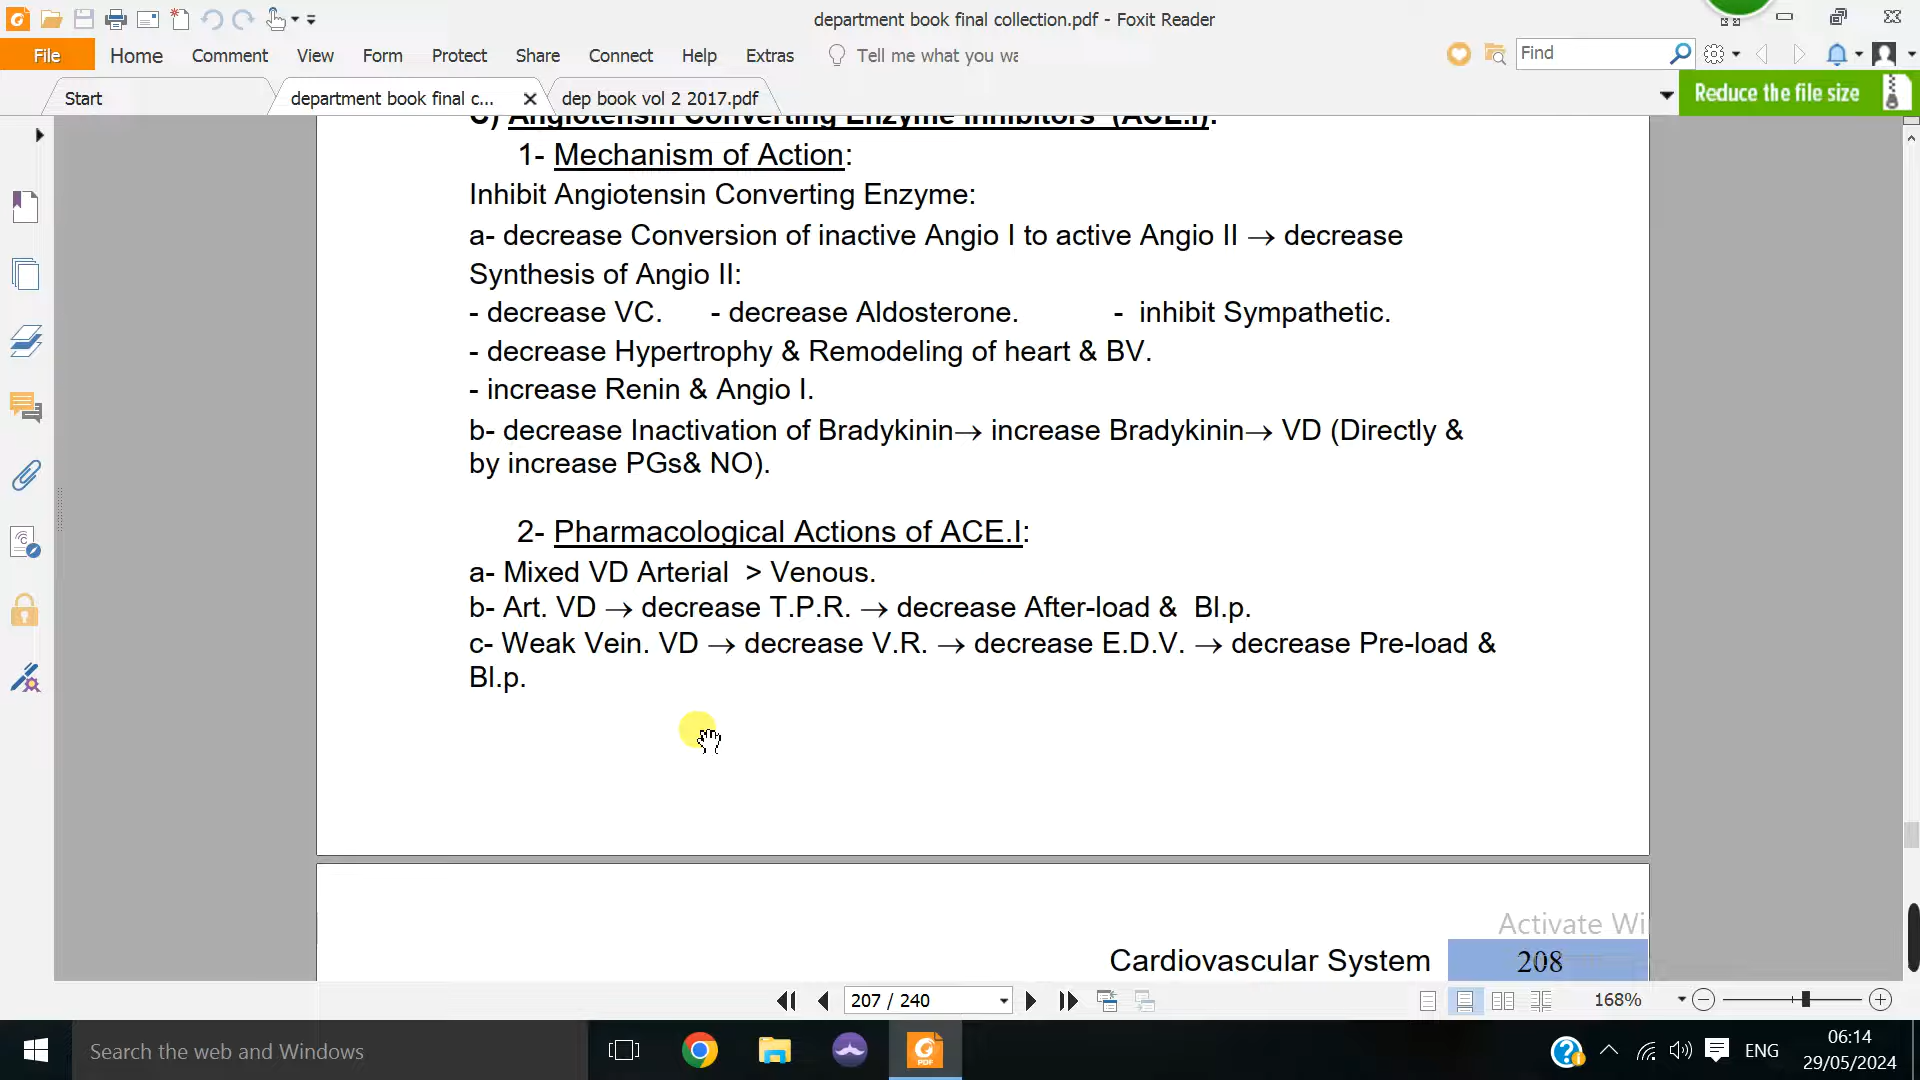 department book final collection.pdf - Foxit Reader
File Home Comment View Form Protect Share Connect Help Extras Tell me what you wa Find
Start department book final c... dep book vol 2 2017.pdf Reduce the file size
C) Angiotensin Converting Enzyme Inhibitors (ACE.I):
1- Mechanism of Action:
Inhibit Angiotensin Converting Enzyme:
a- decrease Conversion of inactive Angio I to active Angio II → decrease
Synthesis of Angio II:
- decrease VC. - decrease Aldosterone. - inhibit Sympathetic.
- decrease Hypertrophy & Remodeling of heart & BV.
- increase Renin & Angio I.
b- decrease Inactivation of Bradykinin→ increase Bradykinin→ VD (Directly &
by increase PGs& NO).
2- Pharmacological Actions of ACE.I:
a- Mixed VD Arterial > Venous.
b- Art. VD → decrease T.P.R. → decrease After-load & Bl.p.
c- Weak Vein. VD → decrease V.R. → decrease E.D.V. → decrease Pre-load &
Bl.p.
Activate Wi
Cardiovascular System 208
207 / 240 168%
Search the web and Windows ENG 06:14
29/05/2024